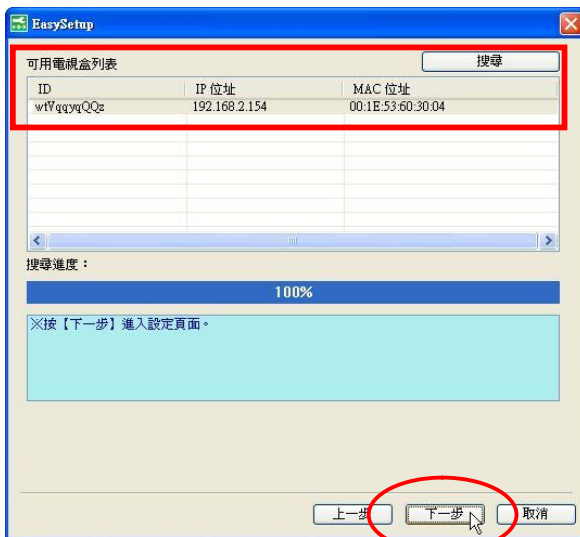 EasySetup
可用電視盒列表 搜尋
ID IP 位址 MAC 位址
wtVqqyqQQz 192.168.2.154 00:1E:53:60:30:04
搜尋進度：
100%
※按【下一步】進入設定頁面。
上一步 下一步 取消